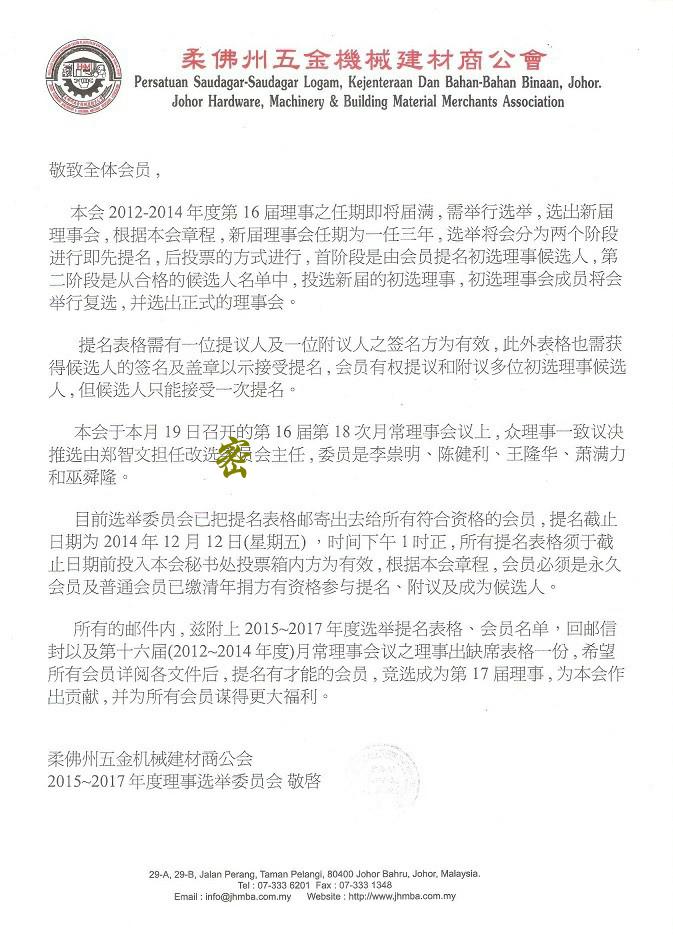 柔佛州五金機械建材商公會
Persatuan Saudagar-Saudagar Logam, Kejenteraan Dan Bahan-Bahan Binaan, Johor.
Johor Hardware, Machinery & Building Material Merchants Association
敬致全体会员，
本会 2012-2014 年度第 16 届理事之任期即将届满，需举行选举，选出新届
理事会，根据本会章程，新届理事会任期为一任三年，选举将会分为两个阶段
进行即先提名，后投票的方式进行，首阶段是由会员提名初选理事候选人，第
二阶段是从合格的候选人名单中，投选新届的初选理事，初选理事会成员将会
举行复选，并选出正式的理事会。
提名表格需有一位提议人及一位附议人之签名方为有效，此外表格也需获
得候选人的签名及盖章以示接受提名，会员有权提议和附议多位初选理事候选
人，但候选人只能接受一次提名。
本会于本月 19 日召开的第 16 届第 18 次月常理事会议上，众理事一致议决
推选由郑智文担任改选密员会主任，委员是李崇明、陈健利、王隆华、萧满力
和巫舜隆。
目前选举委员会已把提名表格邮寄出去给所有符合资格的会员，提名截止
日期为 2014 年 12 月 12 日(星期五)，时间下午 1 时正，所有提名表格须于截
止日期前投入本会秘书处投票箱内方为有效，根据本会章程，会员必须是永久
会员及普通会员已缴清年捐方有资格参与提名、附议及成为候选人。
所有的邮件内，兹附上 2015~2017 年度选举提名表格、会员名单，回邮信
封以及第十六届(2012~2014 年度)月常理事会议之理事出缺席表格一份，希望
所有会员详阅各文件后，提名有才能的会员，竞选成为第 17 届理事，为本会作
出贡献，并为所有会员谋得更大福利。
柔佛州五金机械建材商公会
2015~2017 年度理事选举委员会 敬启
29-A, 29-B, Jalan Perang, Taman Pelangi, 80400 Johor Bahru, Johor, Malaysia.
Tel : 07-333 6201 Fax : 07-333 1348
Email : info@jhmba.com.my Website : http://www.jhmba.com.my